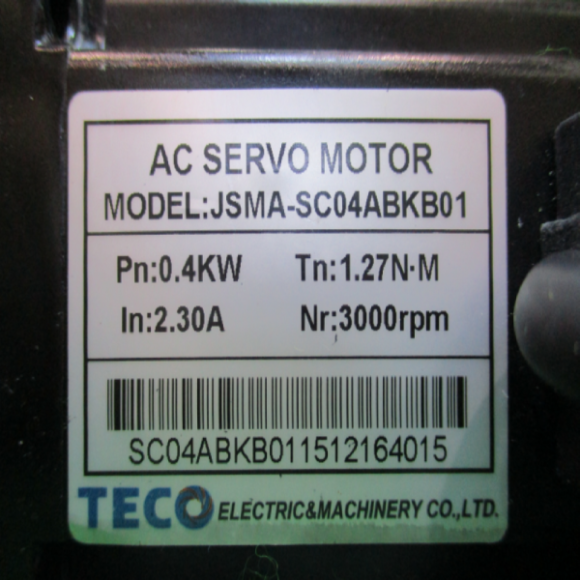 AC SERVO MOTOR
MODEL:JSMA-SC04ABKB01
Pn:0.4KW Tn:1.27N·M
In:2.30A Nr:3000rpm
SC04ABKB011512164015
TECO ELECTRIC&MACHINERY CO.,LTD.